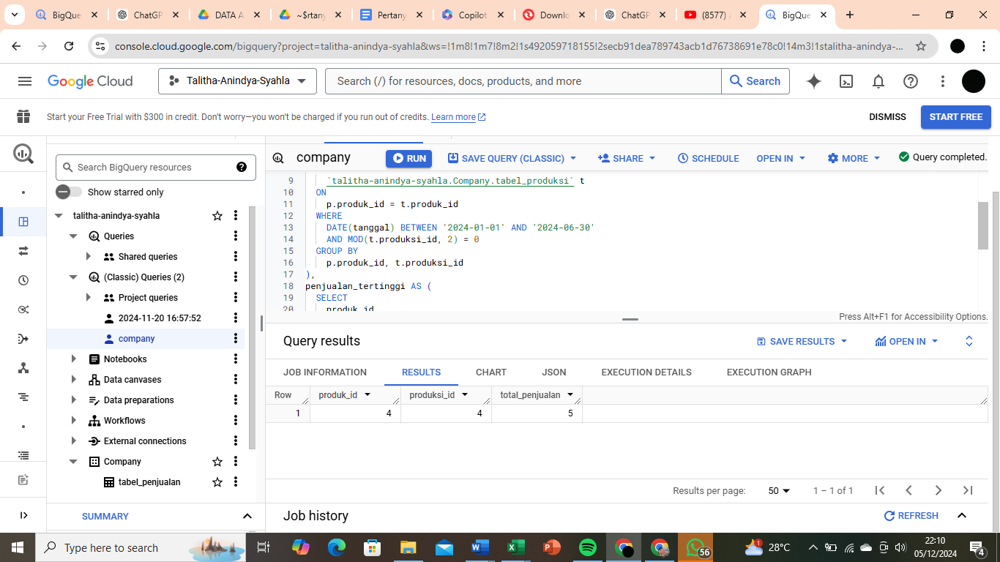 BigQue
ChatGP
DATA A
~$rtany
Pertany
Copilot
Downlo
ChatGP
(8577)
BigQue
console.cloud.google.com/bigquery?project=talitha-anindya-syahla&ws=!1m8!1m7!8m2!1s492059718155!2secb91dea789743acb1d76738691e78c0!14m3!1stalitha-anindya-...
Google Cloud
Talitha-Anindya-Syahla
Search (/) for resources, docs, products, and more
Search
Start your Free Trial with $300 in credit. Don't worry—you won't be charged if you run out of credits. Learn more
DISMISS
START FREE
Search BigQuery resources
Show starred only
talitha-anindya-syahla
Queries
Shared queries
(Classic) Queries (2)
Project queries
2024-11-20 16:57:52
company
Notebooks
Data canvases
Data preparations
Workflows
External connections
Company
tabel_penjualan
SUMMARY
company
RUN
SAVE QUERY (CLASSIC)
SHARE
SCHEDULE
OPEN IN
MORE
Query completed.
9 `talitha-anindya-syahla.Company.tabel_produksi` t
10 ON
11 p.produk_id = t.produk_id
12 WHERE
13 DATE(tanggal) BETWEEN '2024-01-01' AND '2024-06-30'
14 AND MOD(t.produksi_id, 2) = 0
15 GROUP BY
16 p.produk_id, t.produksi_id
17 ),
18 penjualan_tertinggi AS (
19 SELECT
20 produk_id
Press Alt+F1 for Accessibility Options.
Query results
SAVE RESULTS
OPEN IN
JOB INFORMATION
RESULTS
CHART
JSON
EXECUTION DETAILS
EXECUTION GRAPH
Row produk_id produksi_id total_penjualan
1 4 4 5
Results per page: 50 1 – 1 of 1
Job history
REFRESH
Type here to search
56
1
28°C
22:10
05/12/2024
4